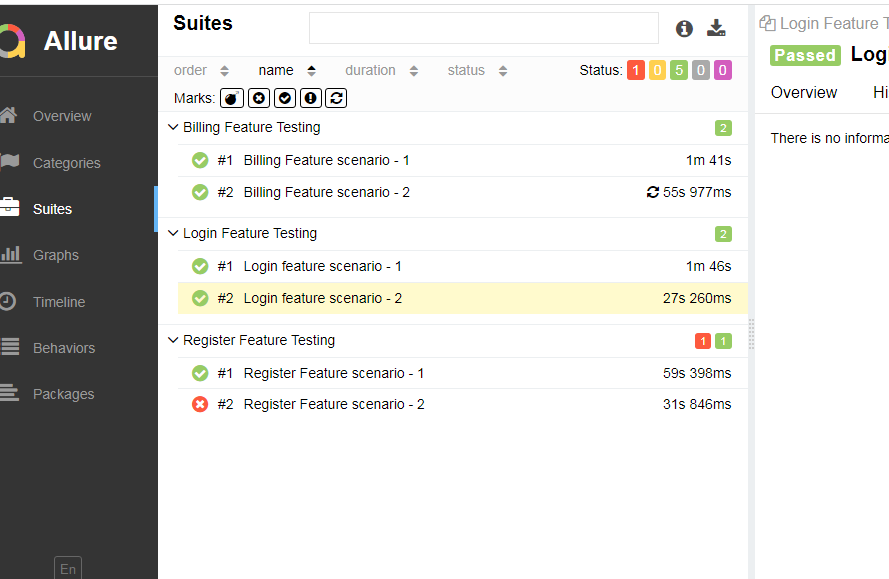 Allure
Overview
Categories
Suites
Graphs
Timeline
Behaviors
Packages
En
Suites
order name duration status Status: 1 0 5 0 0
Marks:
Billing Feature Testing 2
#1 Billing Feature scenario - 1 1m 41s
#2 Billing Feature scenario - 2 55s 977ms
Login Feature Testing 2
#1 Login feature scenario - 1 1m 46s
#2 Login feature scenario - 2 27s 260ms
Register Feature Testing 1 1
#1 Register Feature scenario - 1 59s 398ms
#2 Register Feature scenario - 2 31s 846ms
Login Feature T
Passed Logi
Overview Hi
There is no informa